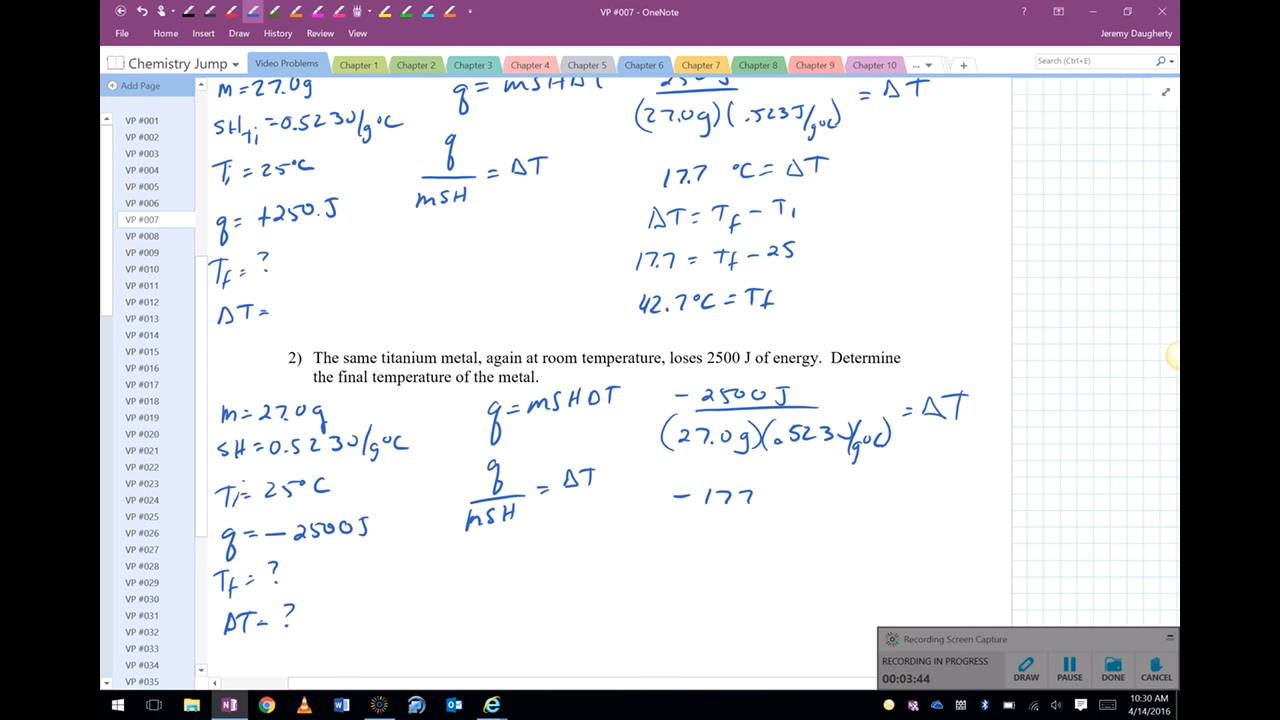 VP #007 - OneNote
File Home Insert Draw History Review View
Jeremy Daugherty
Chemistry Jump
Video Problems Chapter 1 Chapter 2 Chapter 3 Chapter 4 Chapter 5 Chapter 6 Chapter 7 Chapter 8 Chapter 9 Chapter 10 ...
Search (Ctrl+E)
Add Page
VP #001
VP #002
VP #003
VP #004
VP #005
VP #006
VP #007
VP #008
VP #009
VP #010
VP #011
VP #012
VP #013
VP #014
VP #015
VP #016
VP #017
VP #018
VP #019
VP #020
VP #021
VP #022
VP #023
VP #024
VP #025
VP #026
VP #027
VP #028
VP #029
VP #030
VP #031
VP #032
VP #033
VP #034
VP #035
m = 27.0g
SH Ti = 0.523 J/g°C
Ti = 25°C
q = +250. J
Tf = ?
ΔT =
q = mSHΔT
q / mSH = ΔT
250 J / (27.0g)(.523 J/g°C) = ΔT
17.7 °C = ΔT
ΔT = Tf - Ti
17.7 = Tf - 25
42.7°C = Tf
2) The same titanium metal, again at room temperature, loses 2500 J of energy. Determine
the final temperature of the metal.
m = 27.0g
SH = 0.523 J/g°C
Ti = 25°C
q = -2500 J
Tf = ?
ΔT = ?
q = mSHΔT
q / mSH = ΔT
-2500 J / (27.0g)(.523 J/g°C) = ΔT
-177
Recording Screen Capture
RECORDING IN PROGRESS
00:03:44
DRAW PAUSE DONE CANCEL
10:30 AM
4/14/2016